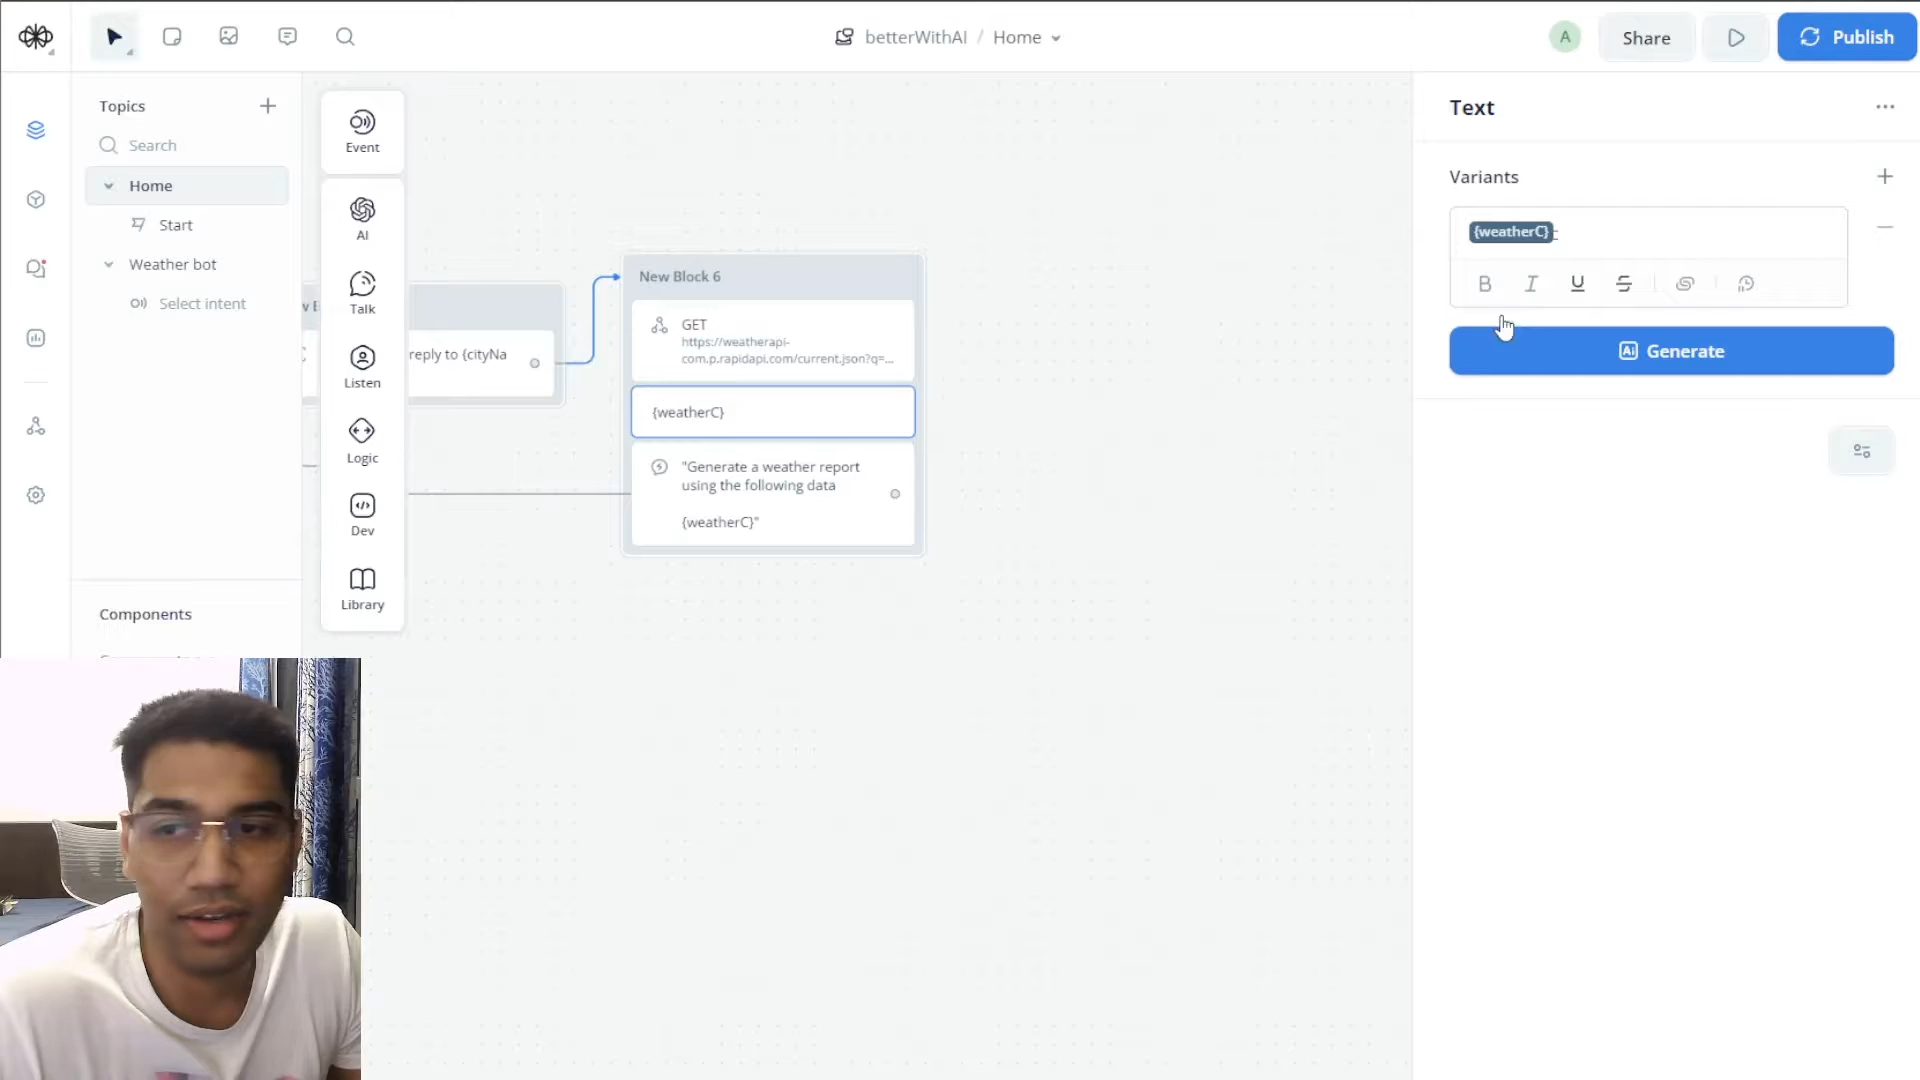 betterWithAI / Home
A
Share
Publish
Topics
Search
Home
Start
Weather bot
Select intent
Components
Event
AI
Talk
Listen
Logic
Dev
Library
reply to {cityNa
New Block 6
GET
https://weatherapi-
com.p.rapidapi.com/current.json?q=...
{weatherC}
"Generate a weather report
using the following data
{weatherC}"
Text
Variants
{weatherC}
B I U S
Ai Generate